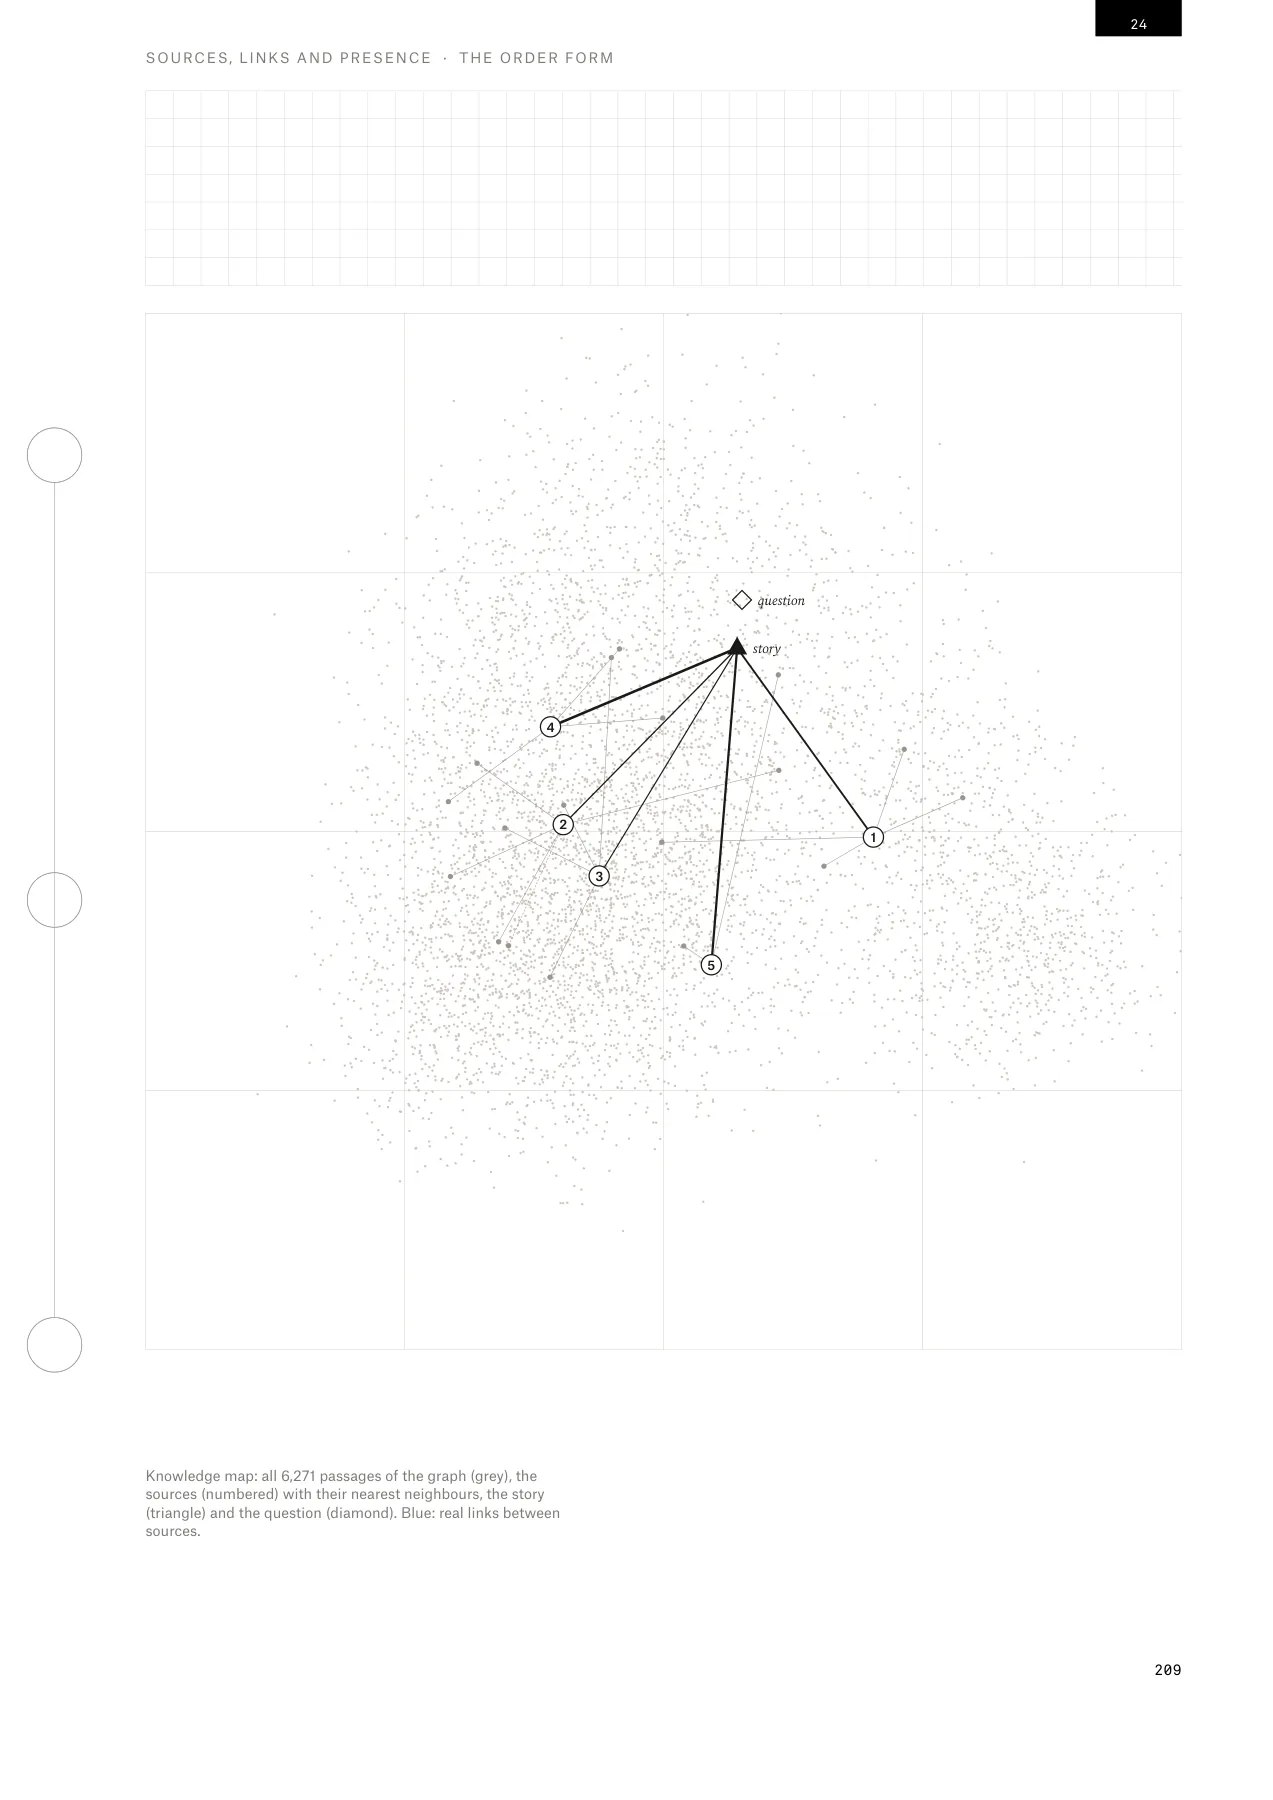 24
SOURCES, LINKS AND PRESENCE · THE ORDER FORM
question
story
4
2
1
3
5
Knowledge map: all 6,271 passages of the graph (grey), the
sources (numbered) with their nearest neighbours, the story
(triangle) and the question (diamond). Blue: real links between
sources.
209